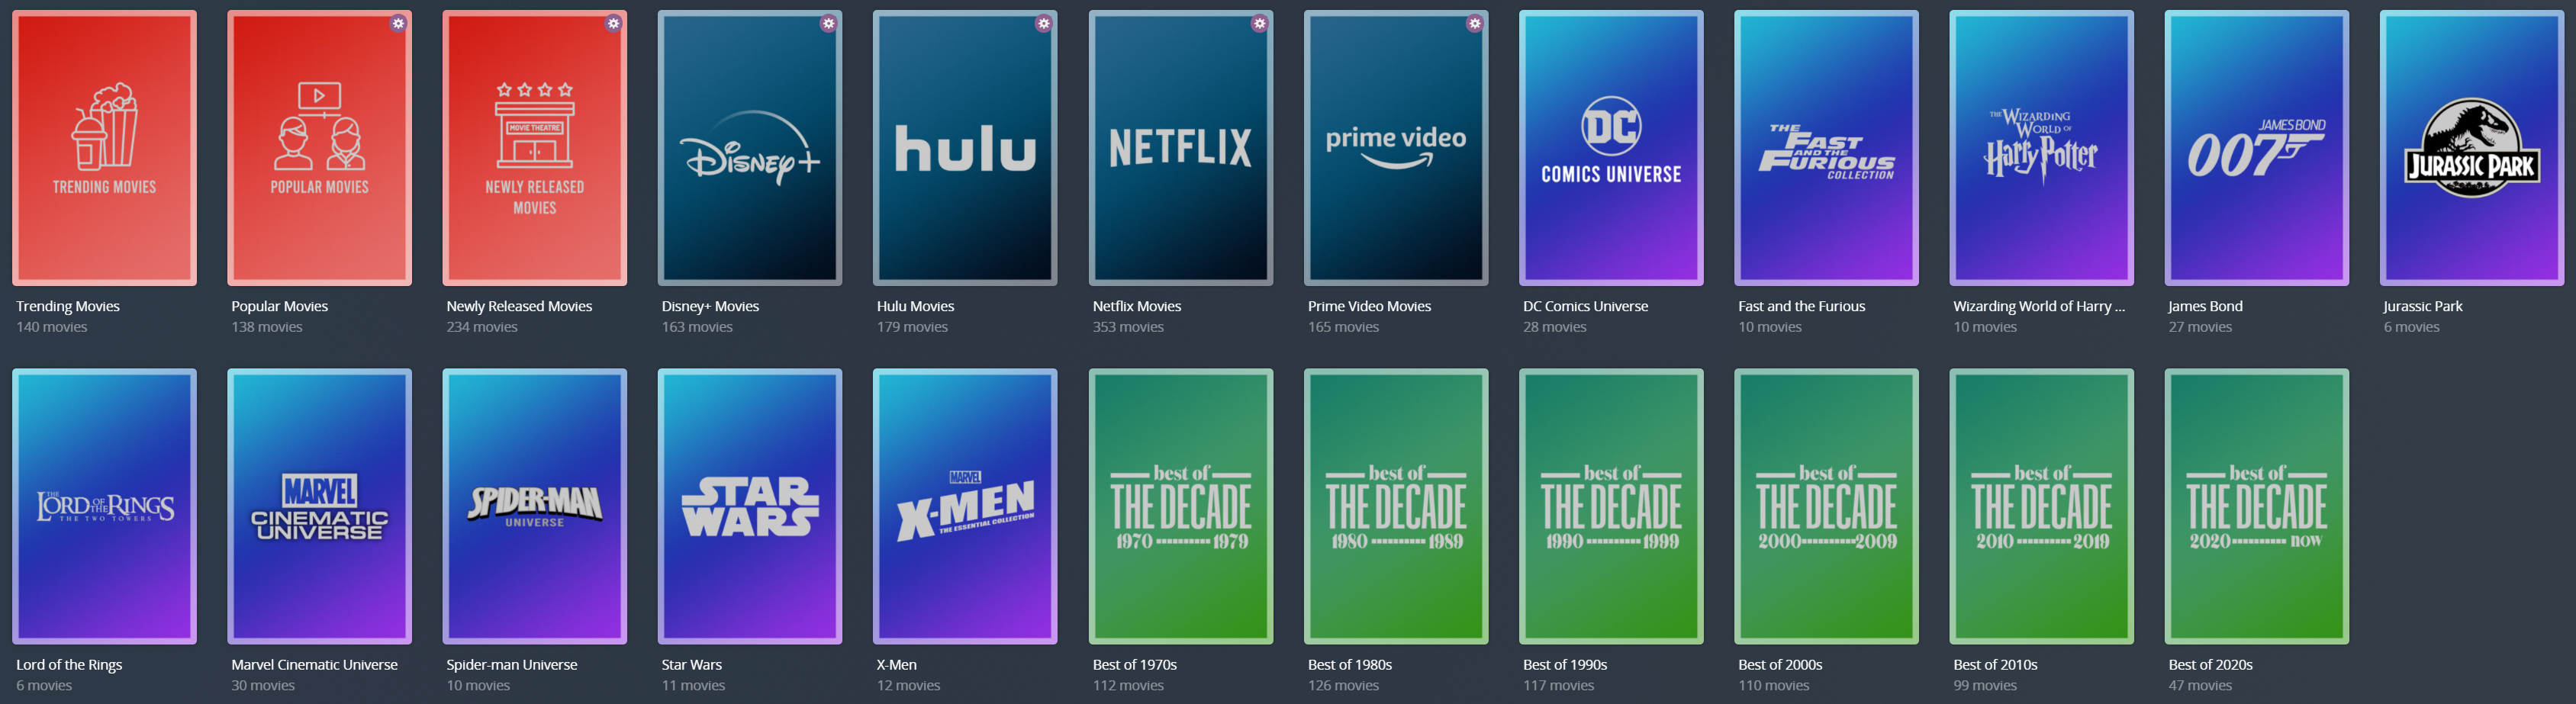 TRENDING MOVIES
Trending Movies
140 movies
POPULAR MOVIES
Popular Movies
138 movies
MOVIE THEATRE
NEWLY RELEASED
MOVIES
Newly Released Movies
234 movies
Disney+
Disney+ Movies
163 movies
hulu
Hulu Movies
179 movies
NETFLIX
Netflix Movies
353 movies
prime video
Prime Video Movies
165 movies
DC
COMICS UNIVERSE
DC Comics Universe
28 movies
THE
FAST
AND THE
FURIOUS
COLLECTION
Fast and the Furious
10 movies
THE WIZARDING
WORLD OF
Harry Potter
Wizarding World of Harry ...
10 movies
JAMES BOND
007
James Bond
27 movies
JURASSIC PARK
Jurassic Park
6 movies
THE LORD OF THE RINGS
THE TWO TOWERS
Lord of the Rings
6 movies
MARVEL
CINEMATIC
UNIVERSE
Marvel Cinematic Universe
30 movies
SPIDER-MAN
UNIVERSE
Spider-man Universe
10 movies
STAR
WARS
Star Wars
11 movies
MARVEL
X-MEN
THE ESSENTIAL COLLECTION
X-Men
12 movies
best of
THE DECADE
1970 1979
Best of 1970s
112 movies
best of
THE DECADE
1980 1989
Best of 1980s
126 movies
best of
THE DECADE
1990 1999
Best of 1990s
117 movies
best of
THE DECADE
2000 2009
Best of 2000s
110 movies
best of
THE DECADE
2010 2019
Best of 2010s
99 movies
best of
THE DECADE
2020 now
Best of 2020s
47 movies